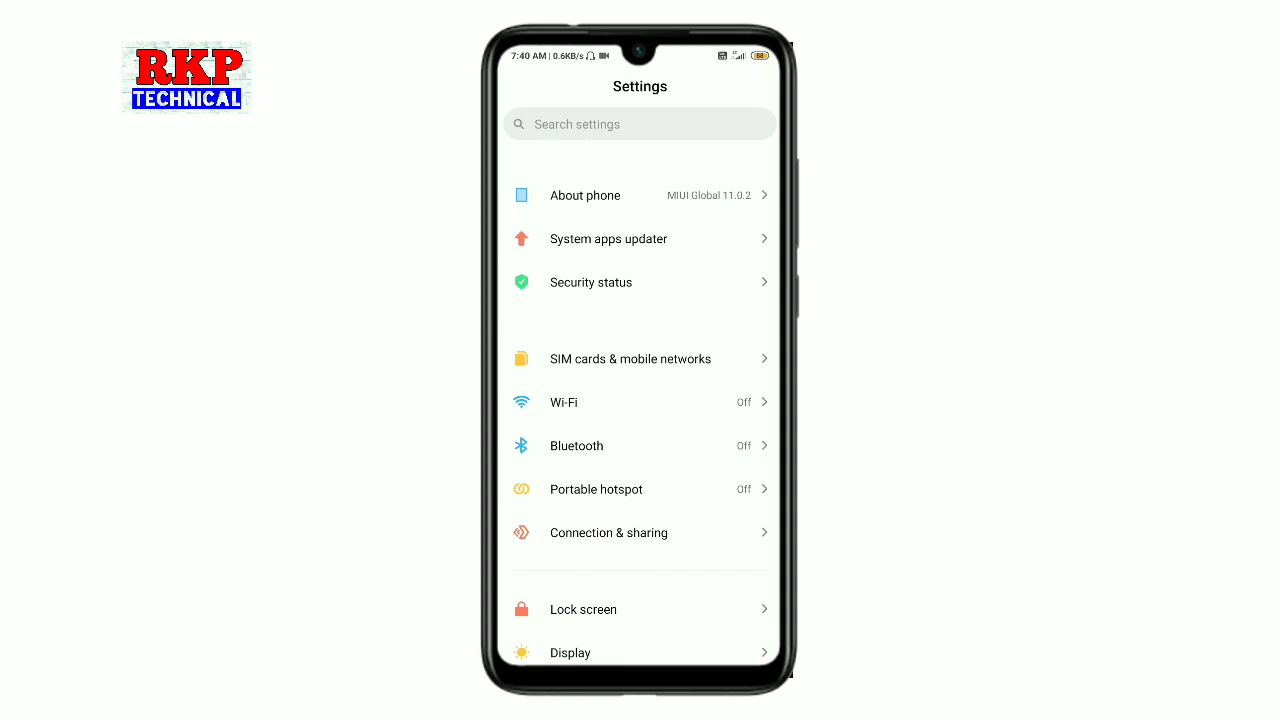 RKP
TECHNICAL
7:40 AM | 0.6KB/s
4G
88
Settings
Search settings
About phone MIUI Global 11.0.2
System apps updater
Security status
SIM cards & mobile networks
Wi-Fi Off
Bluetooth Off
Portable hotspot Off
Connection & sharing
Lock screen
Display